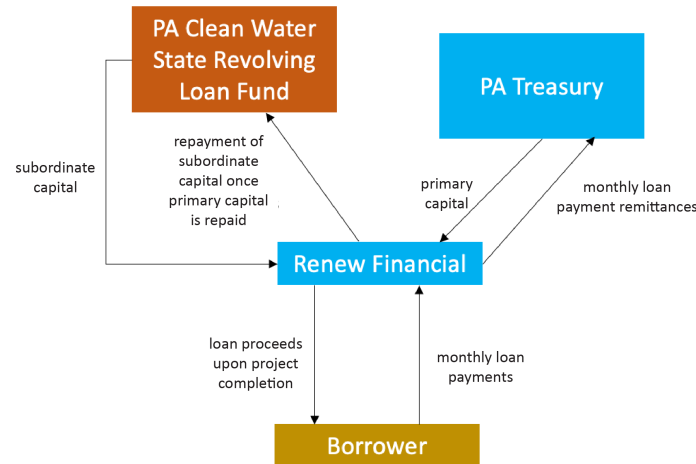 PA Clean Water
State Revolving
Loan Fund
PA Treasury
subordinate
capital
repayment of
subordinate
capital once
primary capital
is repaid
primary
capital
monthly loan
payment remittances
Renew Financial
loan proceeds
upon project
completion
monthly loan
payments
Borrower